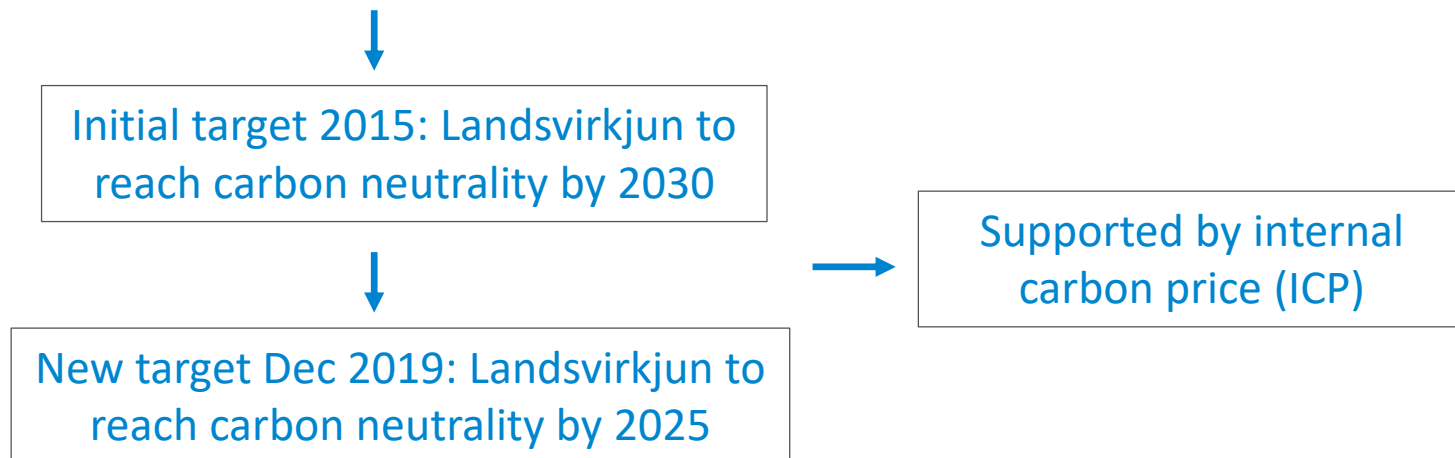 Initial target 2015: Landsvirkjun to
reach carbon neutrality by 2030
Supported by internal
carbon price (ICP)
New target Dec 2019: Landsvirkjun to
reach carbon neutrality by 2025